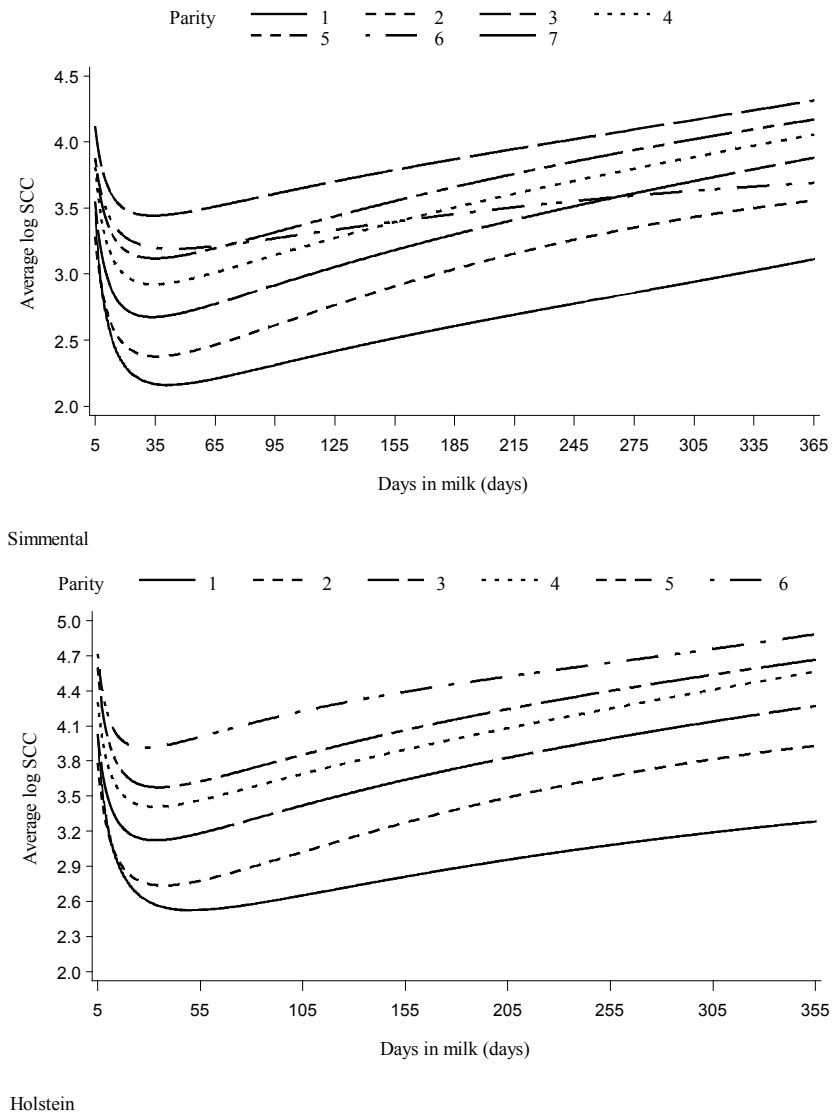 Parity 1 2 3 4
5 6 7
4.5
4.0
3.5
3.0
2.5
2.0
Average log SCC
5 35 65 95 125 155 185 215 245 275 305 335 365
Days in milk (days)
Simmental
Parity 1 2 3 4 5 6
5.0
4.7
4.4
4.1
3.8
3.5
3.2
2.9
2.6
2.3
2.0
Average log SCC
5 55 105 155 205 255 305 355
Days in milk (days)
Holstein